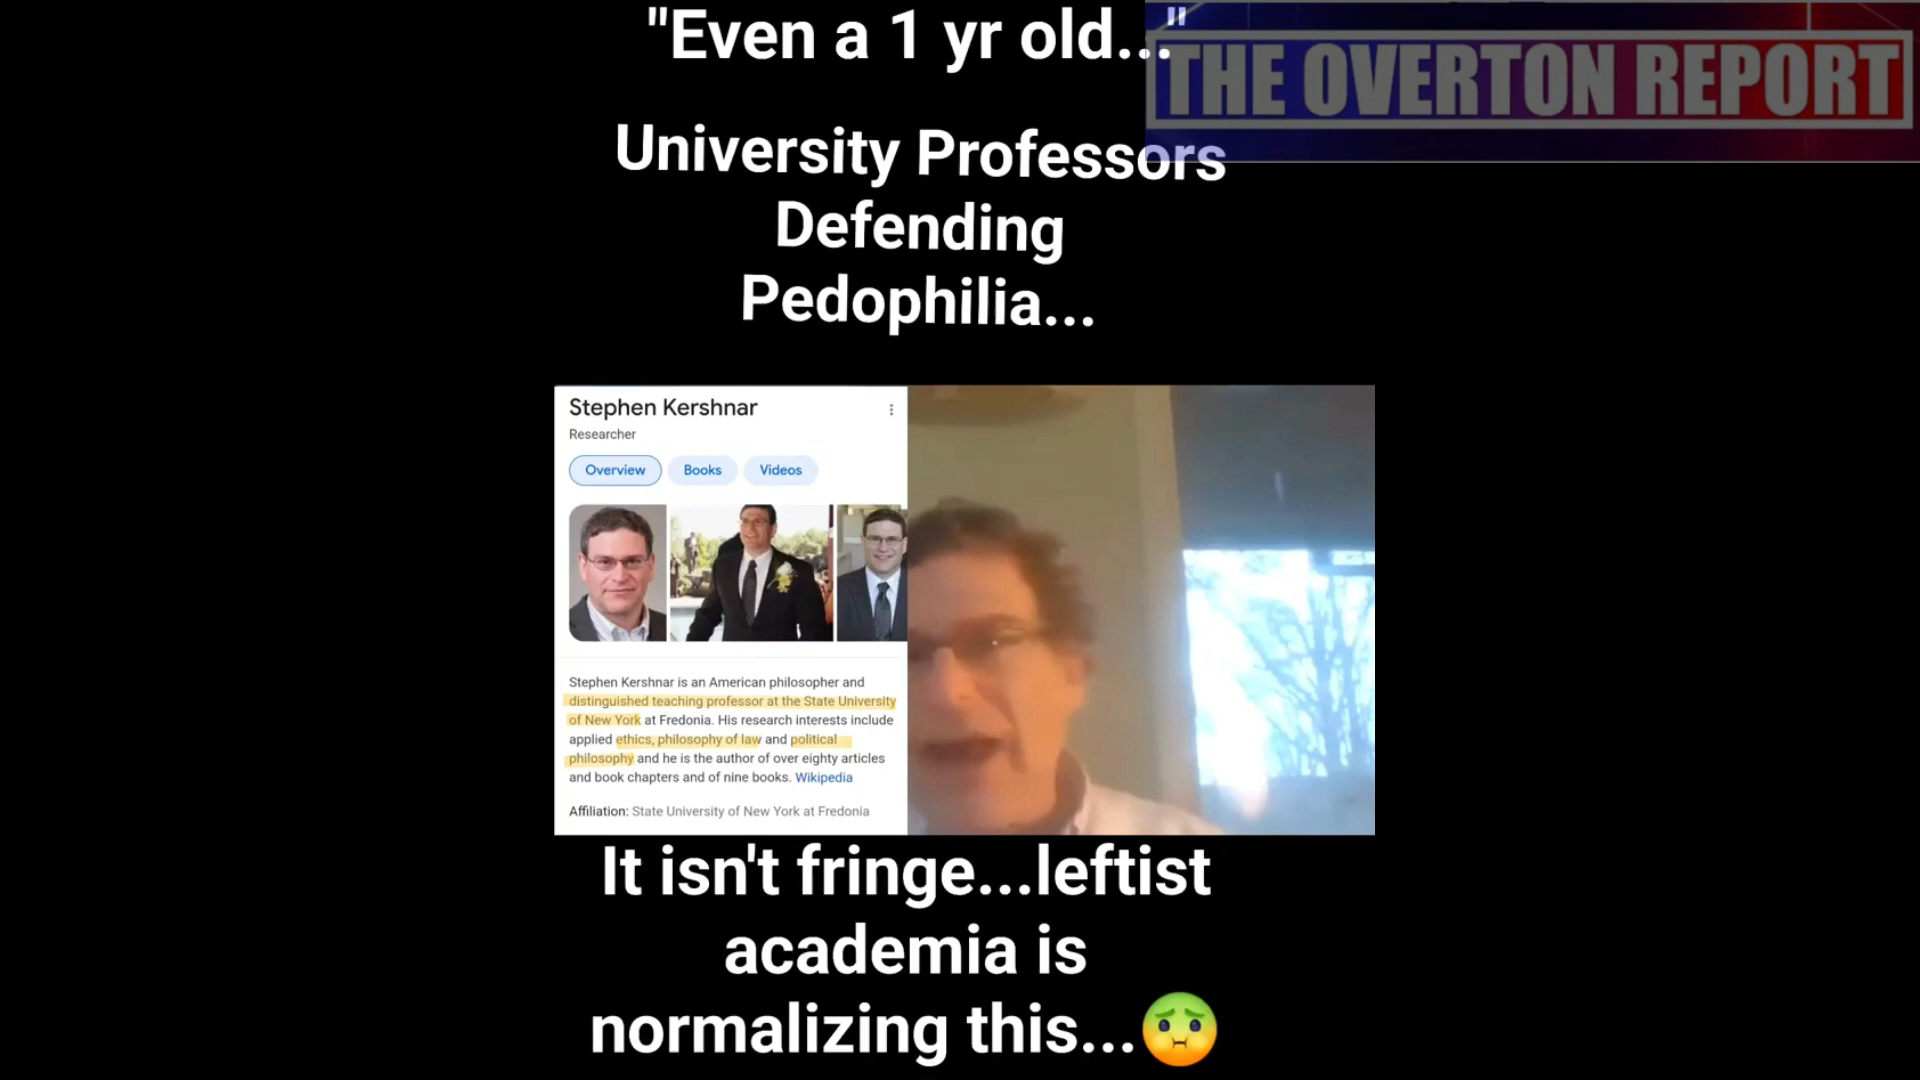 "Even a 1 yr old..."
THE OVERTON REPORT
University Professors
Defending
Pedophilia...
Stephen Kershnar
Researcher
Overview
Books
Videos
Stephen Kershnar is an American philosopher and
distinguished teaching professor at the State University
of New York at Fredonia. His research interests include
applied ethics, philosophy of law and political
philosophy and he is the author of over eighty articles
and book chapters and of nine books. Wikipedia
Affiliation: State University of New York at Fredonia
It isn't fringe...leftist
academia is
normalizing this...🤢